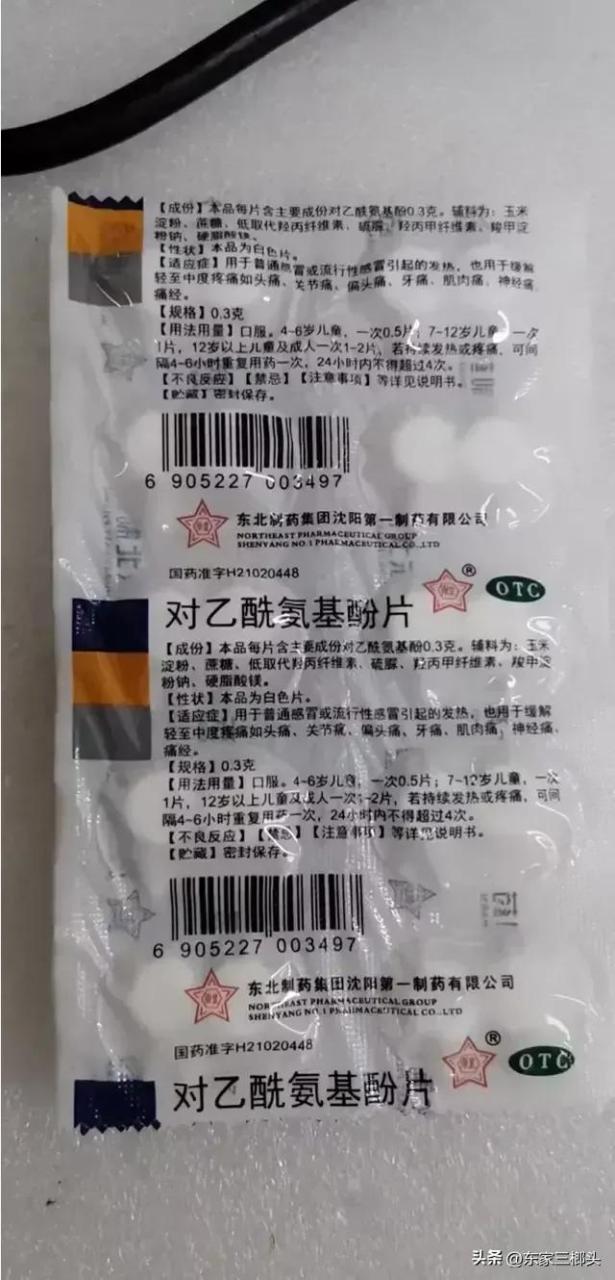 【成份】本品每片含主要成份对乙酰氨基酚0.3克。辅料为：玉米
淀粉、蔗糖、低取代羟丙纤维素、硫脲、羟丙甲纤维素、羧甲淀
粉钠、硬脂酸镁。
【性状】本品为白色片。
【适应症】用于普通感冒或流行性感冒引起的发热，也用于缓解
轻至中度疼痛如头痛、关节痛、偏头痛、牙痛、肌肉痛、神经痛、
痛经。
【规格】0.3克
【用法用量】口服。4-6岁儿童，一次0.5片；7-12岁儿童，一次
1片，12岁以上儿童及成人一次1-2片，若持续发热或疼痛，可间
隔4-6小时重复用药一次，24小时内不得超过4次。
【不良反应】【禁忌】【注意事项】等详见说明书。
【贮藏】密封保存。
6 905227 003497
东北制药集团沈阳第一制药有限公司
NORTHEAST PHARMACEUTICAL GROUP
SHENYANG NO.1 PHARMACEUTICAL CO.,LTD
国药准字H21020448
对乙酰氨基酚片 ® OTC
【成份】本品每片含主要成份对乙酰氨基酚0.3克。辅料为：玉米
淀粉、蔗糖、低取代羟丙纤维素、硫脲、羟丙甲纤维素、羧甲淀
粉钠、硬脂酸镁。
【性状】本品为白色片。
【适应症】用于普通感冒或流行性感冒引起的发热，也用于缓解
轻至中度疼痛如头痛、关节痛、偏头痛、牙痛、肌肉痛、神经痛、
痛经。
【规格】0.3克
【用法用量】口服。4-6岁儿童，一次0.5片；7-12岁儿童，一次
1片，12岁以上儿童及成人一次1-2片，若持续发热或疼痛，可间
隔4-6小时重复用药一次，24小时内不得超过4次。
【不良反应】【禁忌】【注意事项】等详见说明书。
【贮藏】密封保存。
6 905227 003497
东北制药集团沈阳第一制药有限公司
NORTHEAST PHARMACEUTICAL GROUP
SHENYANG NO.1 PHARMACEUTICAL CO.,LTD
国药准字H21020448
对乙酰氨基酚片 ® OTC
头条 @东家三榔头